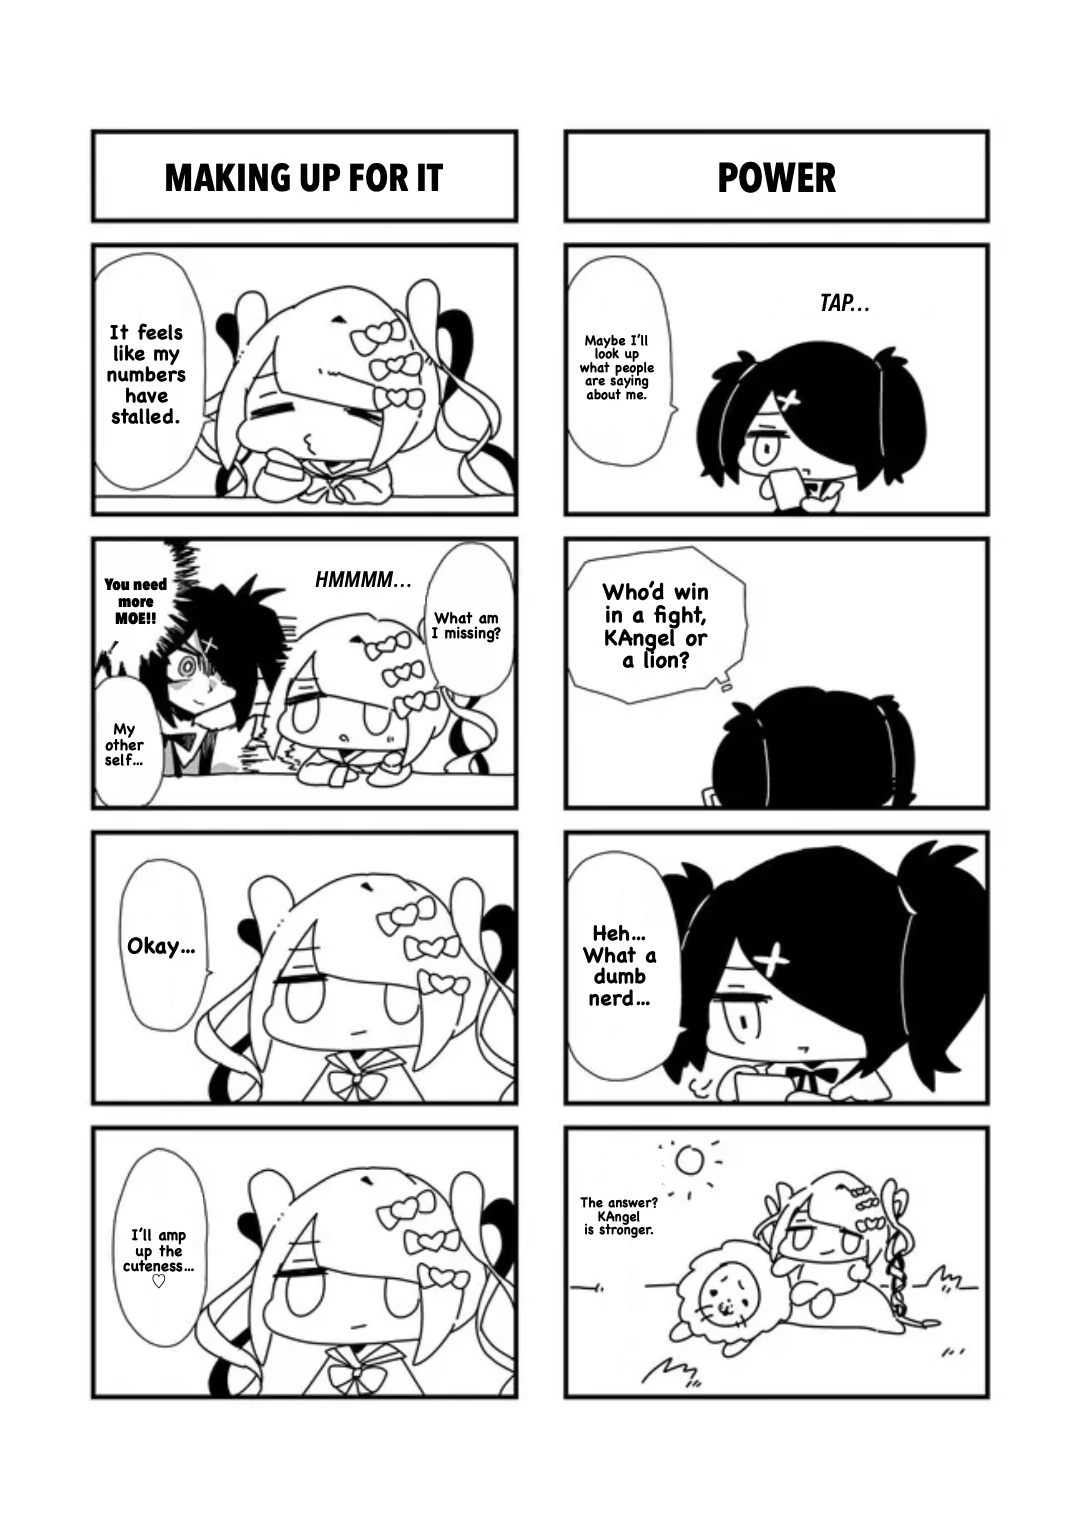 MAKING UP FOR IT
It feels
like my
numbers
have
stalled.
HMMMM...
What am
I missing?
You need
more
MOE!!
My
other
self...
Okay...
I'll amp
up the
cuteness...
♡
POWER
TAP...
Maybe I'll
look up
what people
are saying
about me.
Who'd win
in a fight,
KAngel or
a lion?
Heh...
What a
dumb
nerd...
The answer?
KAngel
is stronger.